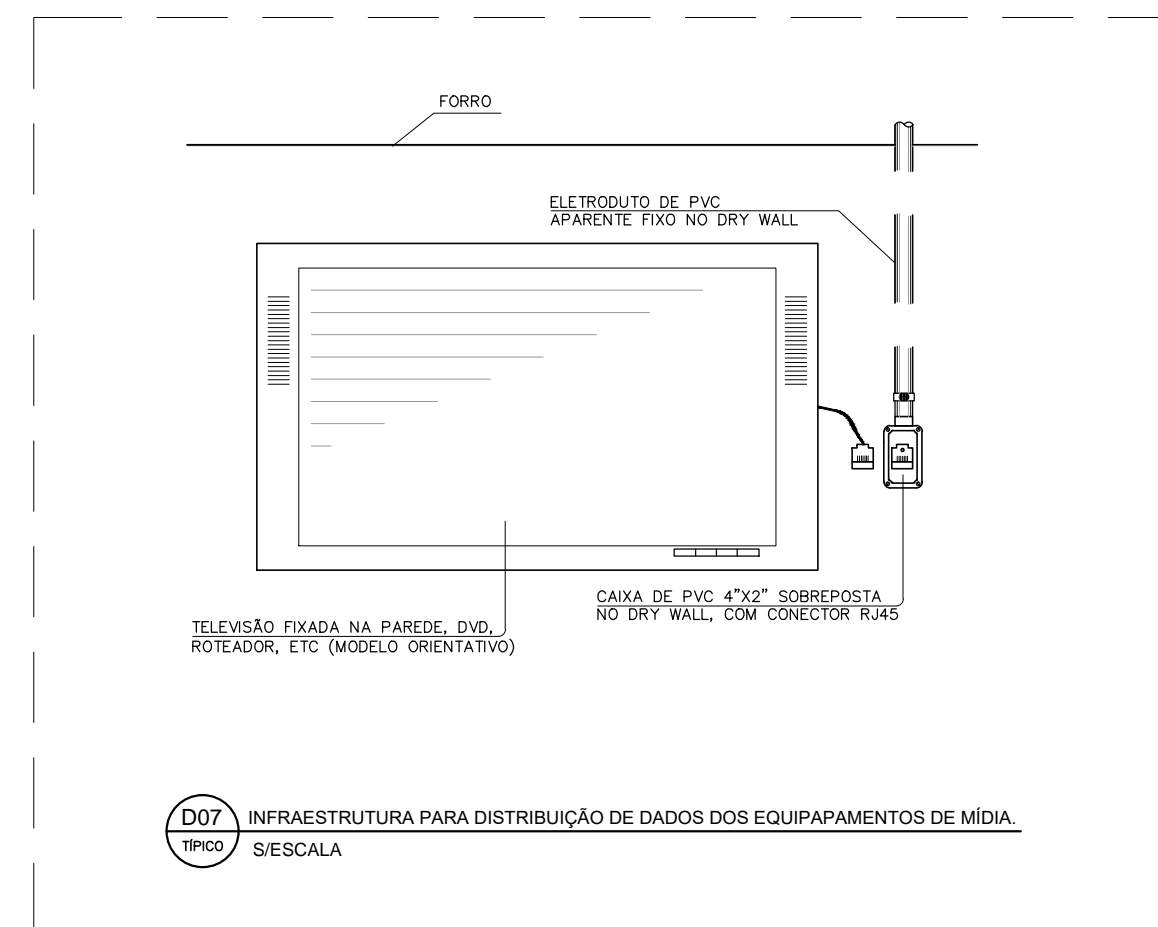 FORRO
ELETRODUTO DE PVC
APARENTE FIXO NO DRY WALL
CAIXA DE PVC 4”X2” SOBREPOSTA
NO DRY WALL, COM CONECTOR RJ45
TELEVISÃO FIXADA NA PAREDE, DVD,
ROTEADOR, ETC (MODELO ORIENTATIVO)
D07
TÍPICO
INFRAESTRUTURA PARA DISTRIBUIÇÃO DE DADOS DOS EQUIPAPAMENTOS DE MÍDIA.
S/ESCALA